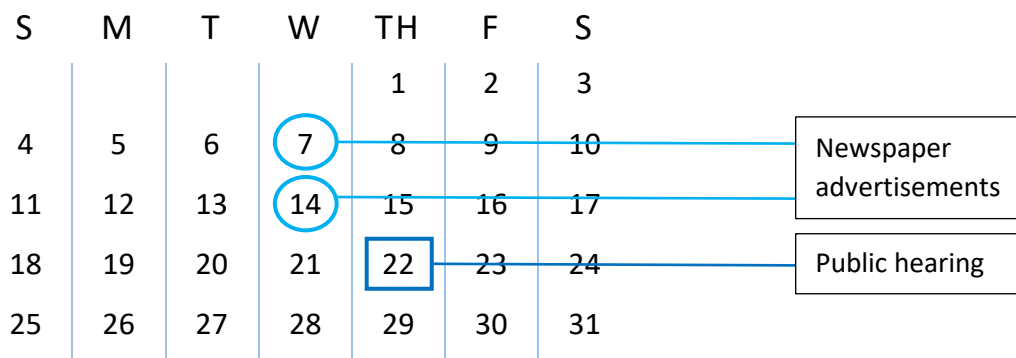 S M T W TH F S
1 2 3
4 5 6 7 8 9 10
Newspaper
advertisements
11 12 13 14 15 16 17
18 19 20 21 22 23 24
Public hearing
25 26 27 28 29 30 31